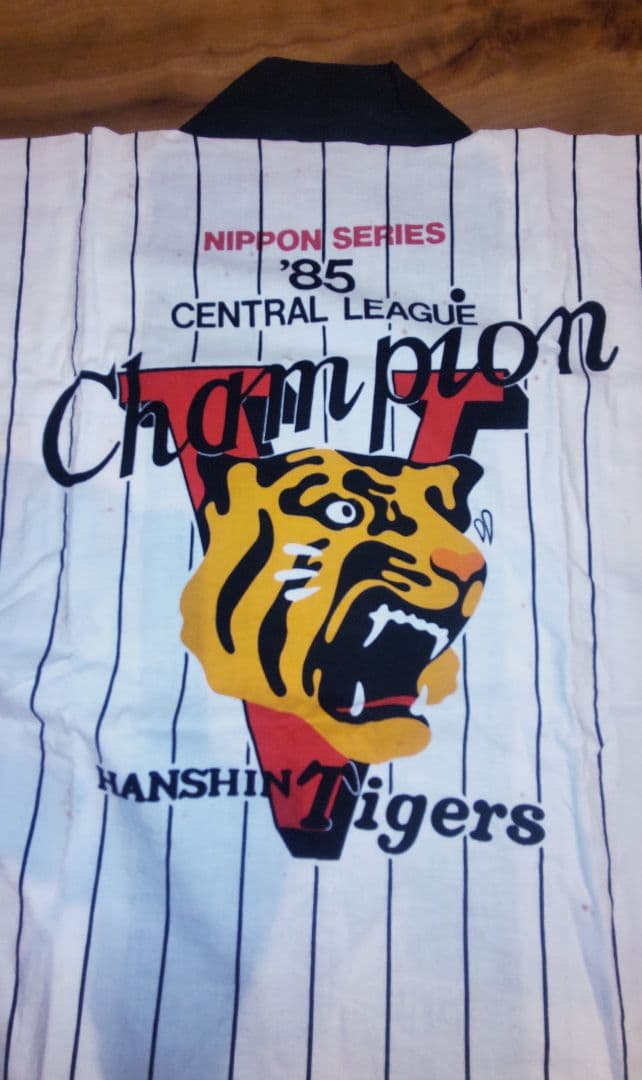 NIPPON SERIES
'85
CENTRAL LEAGUE
Champion
V
HANSHIN Tigers